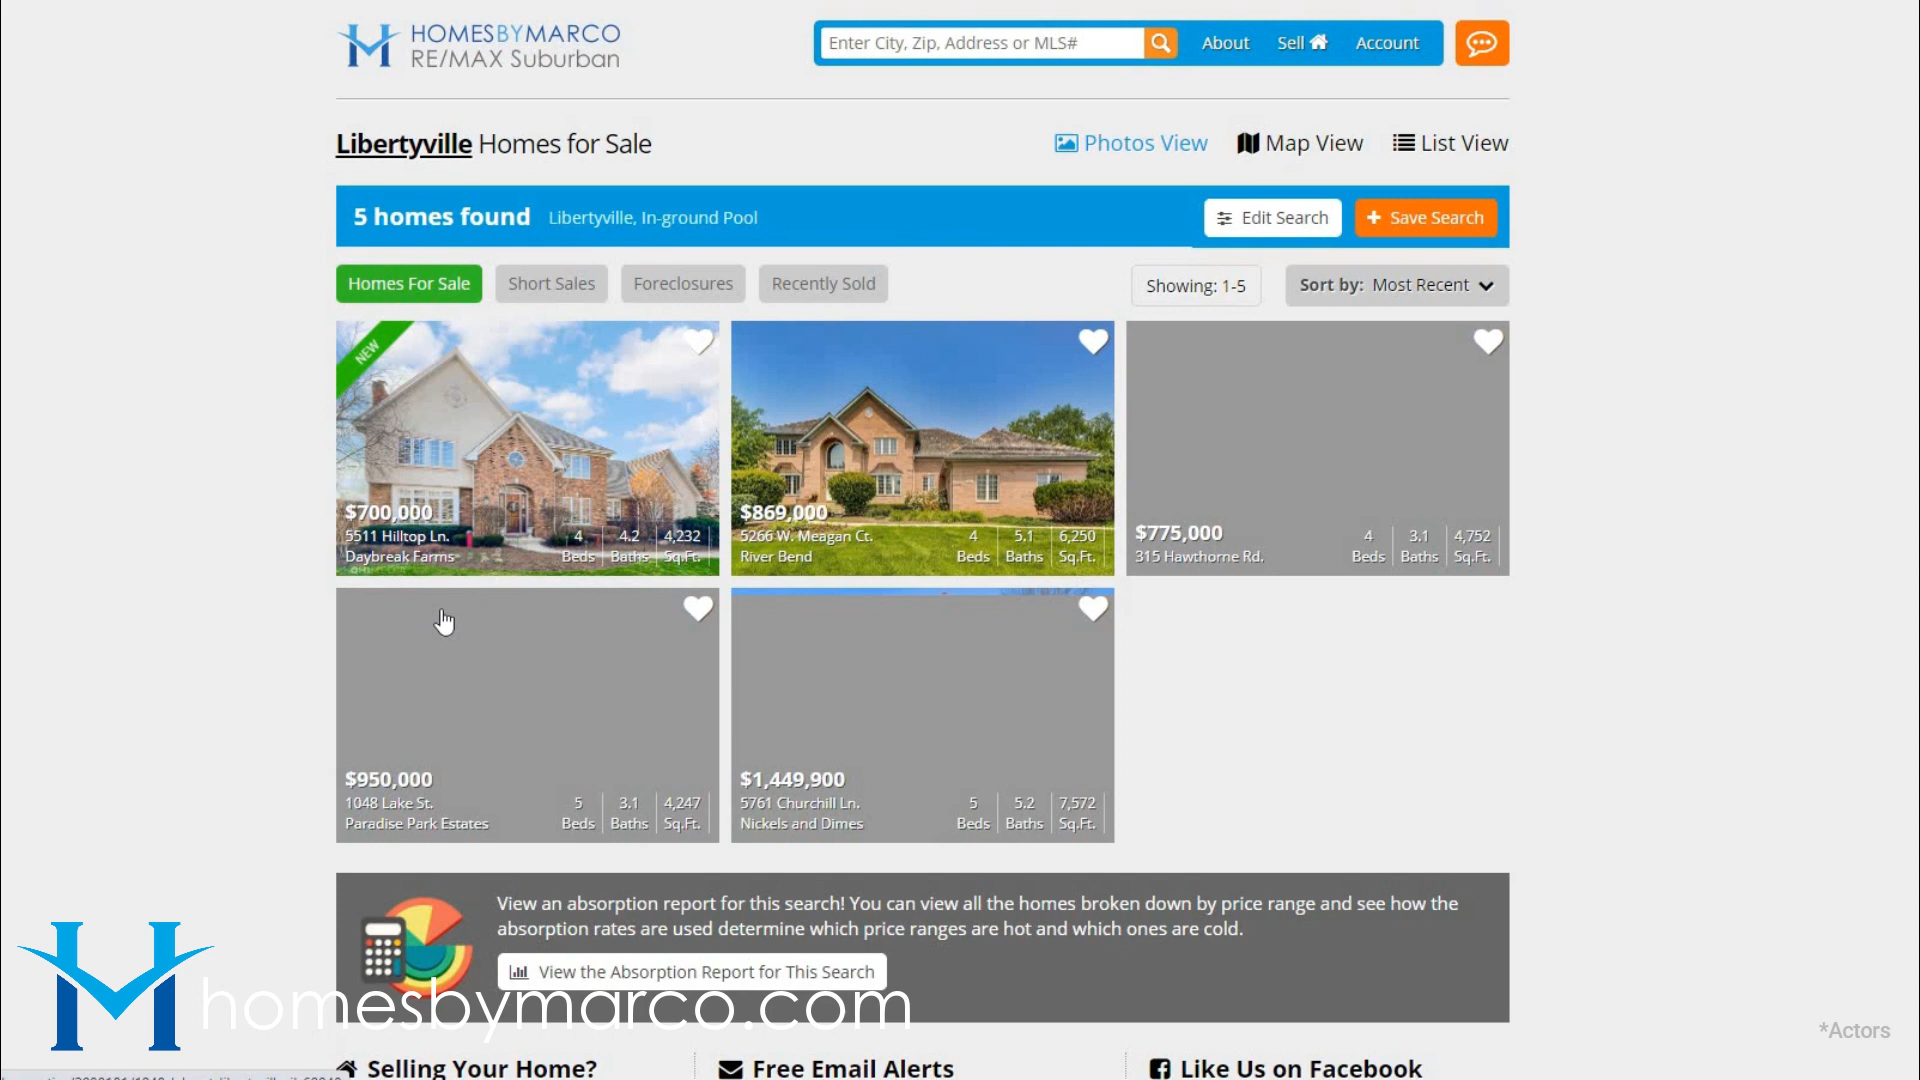 HOMESBYMARCO
RE/MAX Suburban
Enter City, Zip, Address or MLS#
About
Sell
Account
Libertyville Homes for Sale
Photos View
Map View
List View
5 homes found
Libertyville, In-ground Pool
Edit Search
Save Search
Homes For Sale
Short Sales
Foreclosures
Recently Sold
Showing: 1-5
Sort by: Most Recent
NEW
$700,000
5511 Hilltop Ln.
Daybreak Farms
4 4.2 4,232
Beds Baths Sq.Ft.
$869,000
5266 W. Meagan Ct.
River Bend
4 5.1 6,250
Beds Baths Sq.Ft.
$775,000
315 Hawthorne Rd.
4 3.1 4,752
Beds Baths Sq.Ft.
$950,000
1048 Lake St.
Paradise Park Estates
5 3.1 4,247
Beds Baths Sq.Ft.
$1,449,900
5761 Churchill Ln.
Nickels and Dimes
5 5.2 7,572
Beds Baths Sq.Ft.
View an absorption report for this search! You can view all the homes broken down by price range and see how the
absorption rates are used determine which price ranges are hot and which ones are cold.
View the Absorption Report for This Search
homesbymarco.com
*Actors
Selling Your Home?
Free Email Alerts
Like Us on Facebook